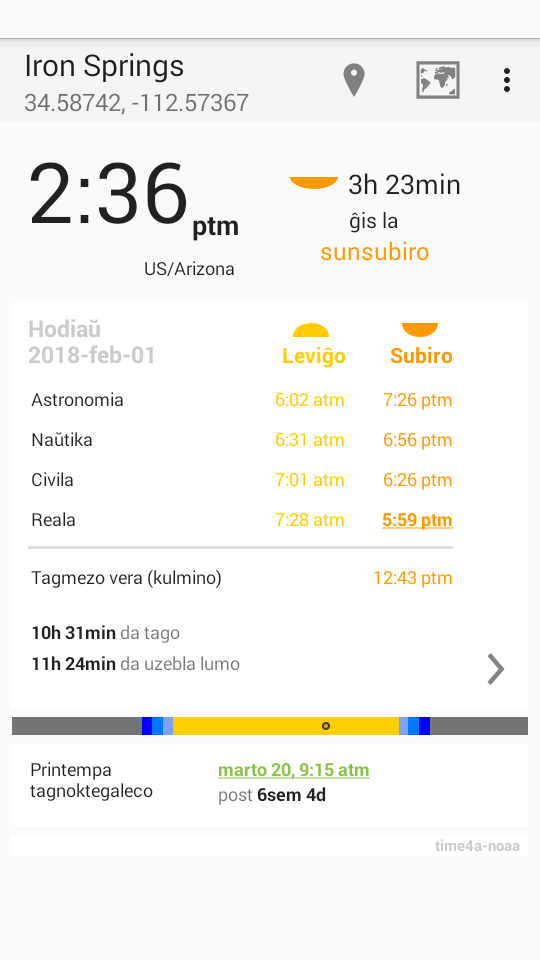 Iron Springs
34.58742, -112.57367
2:36 ptm
US/Arizona
3h 23min
ĝis la
sunsubiro
Hodiaŭ
2018-feb-01
Leviĝo Subiro
Astronomia 6:02 atm 7:26 ptm
Naŭtika 6:31 atm 6:56 ptm
Civila 7:01 atm 6:26 ptm
Reala 7:28 atm 5:59 ptm
Tagmezo vera (kulmino) 12:43 ptm
10h 31min da tago
11h 24min da uzebla lumo
Printempa
tagnoktegaleco
marto 20, 9:15 atm
post 6sem 4d
time4a-noaa